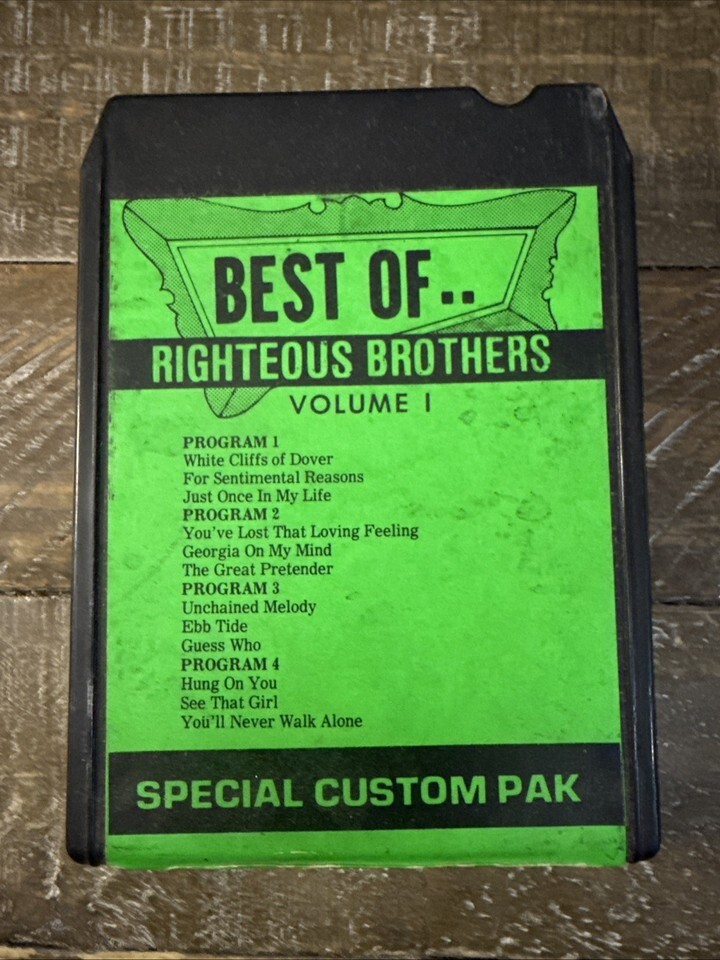 BEST OF..
RIGHTEOUS BROTHERS
VOLUME I
PROGRAM 1
White Cliffs of Dover
For Sentimental Reasons
Just Once In My Life
PROGRAM 2
You've Lost That Loving Feeling
Georgia On My Mind
The Great Pretender
PROGRAM 3
Unchained Melody
Ebb Tide
Guess Who
PROGRAM 4
Hung On You
See That Girl
You'll Never Walk Alone
SPECIAL CUSTOM PAK